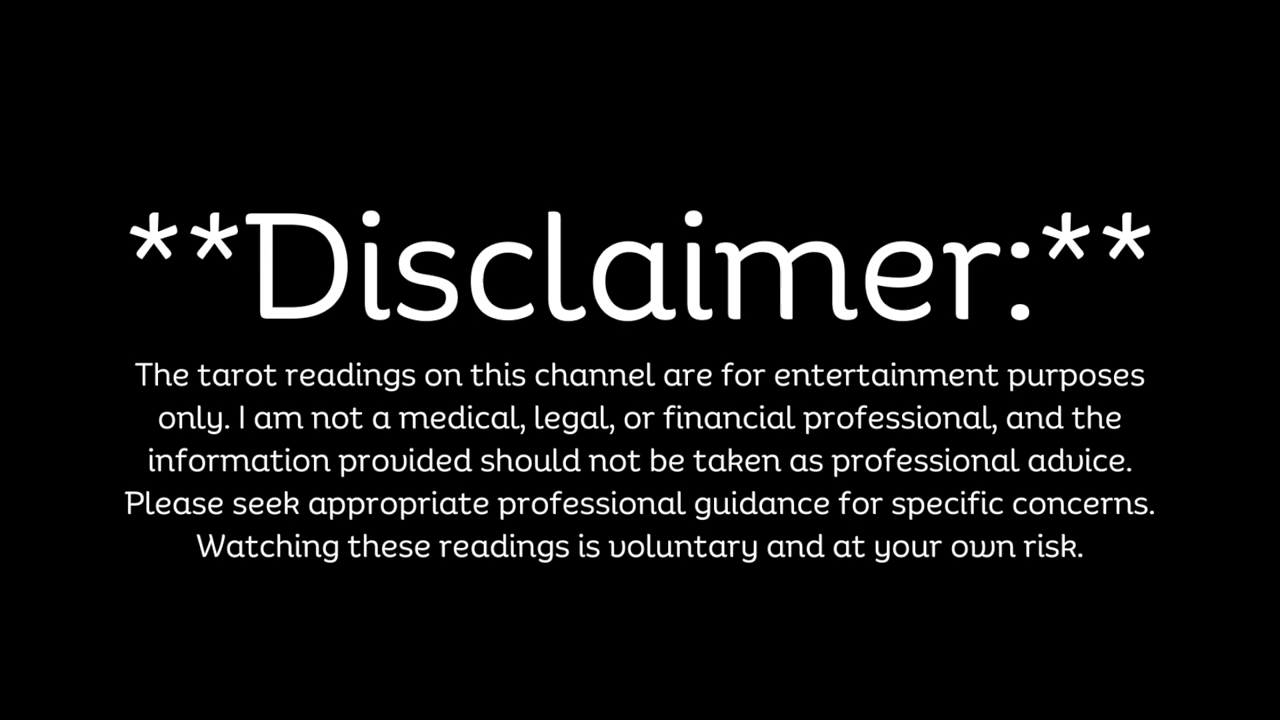 **Disclaimer:**
The tarot readings on this channel are for entertainment purposes
only. I am not a medical, legal, or financial professional, and the
information provided should not be taken as professional advice.
Please seek appropriate professional guidance for specific concerns.
Watching these readings is voluntary and at your own risk.